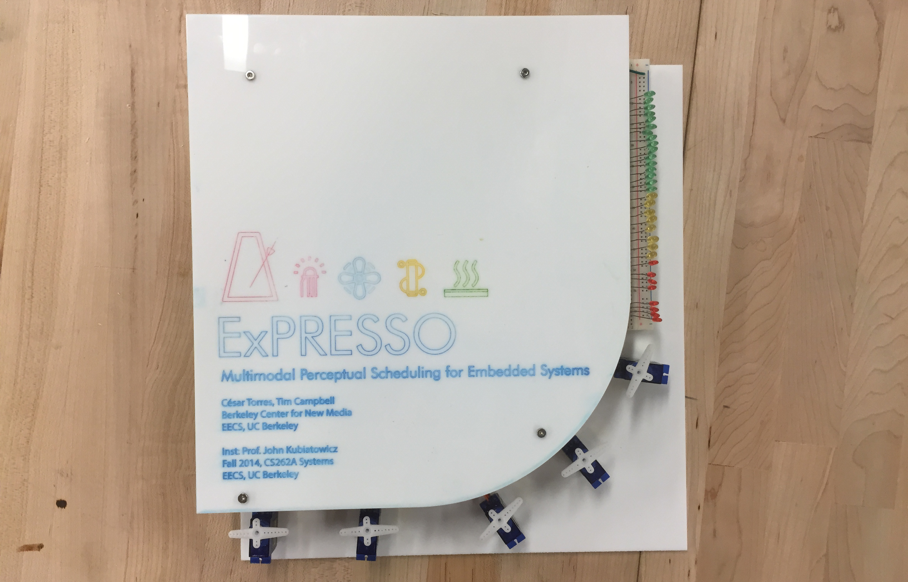 ExPRESSO
Multimodal Perceptual Scheduling for Embedded Systems
César Torres, Tim Campbell
Berkeley Center for New Media
EECS, UC Berkeley
Inst: Prof. John Kubiatowicz
Fall 2014, CS262A Systems
EECS, UC Berkeley